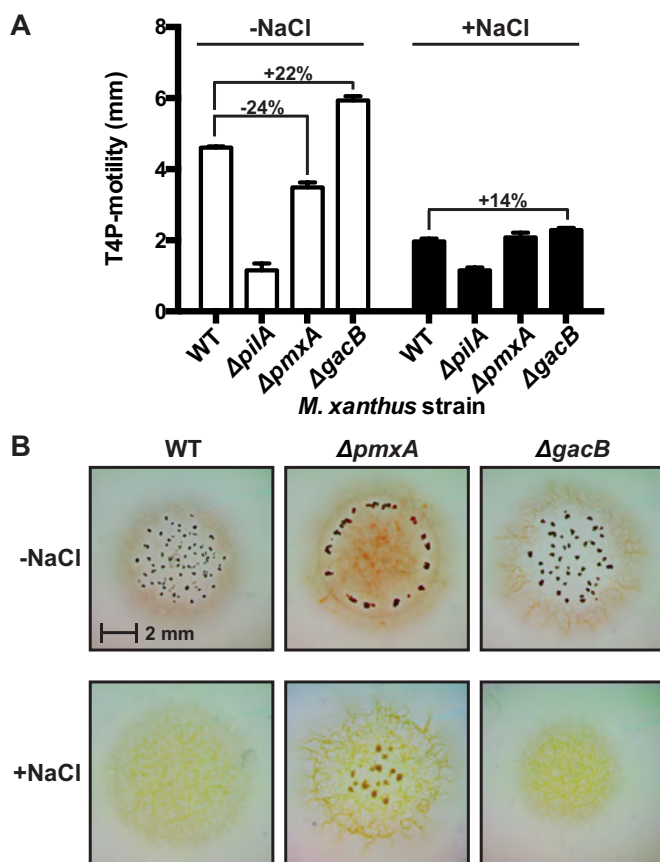 A
-NaCl
+NaCl
T4P-motility (mm)
8
6
4
2
0
+22%
-24%
+14%
WT
ΔpilA
ΔpmxA
ΔgacB
WT
ΔpilA
ΔpmxA
ΔgacB
M. xanthus strain
B
WT
ΔpmxA
ΔgacB
-NaCl
2 mm
+NaCl